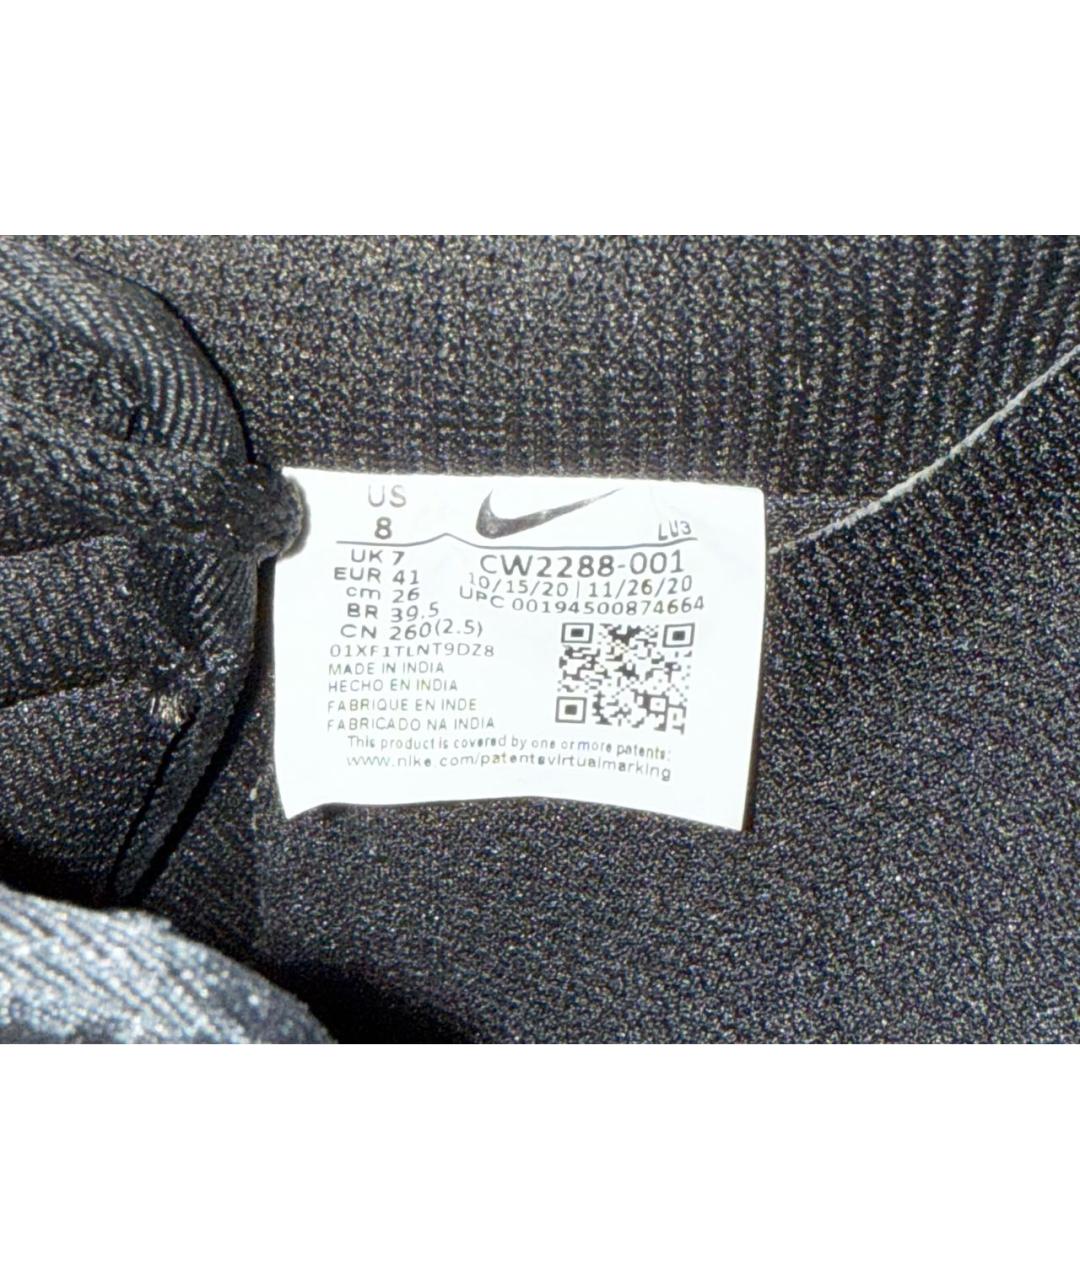 US
8
LU3
UK 7
CW2288-001
EUR 41
10/15/20 | 11/26/20
cm 26
UPC 00194500874664
BR 39.5
CN 260(2.5)
01XF1TLNT9DZ8
MADE IN INDIA
HECHO EN INDIA
FABRIQUE EN INDE
FABRICADO NA INDIA
This product is covered by one or more patents:
www.nike.com/patentsvirtualmarking